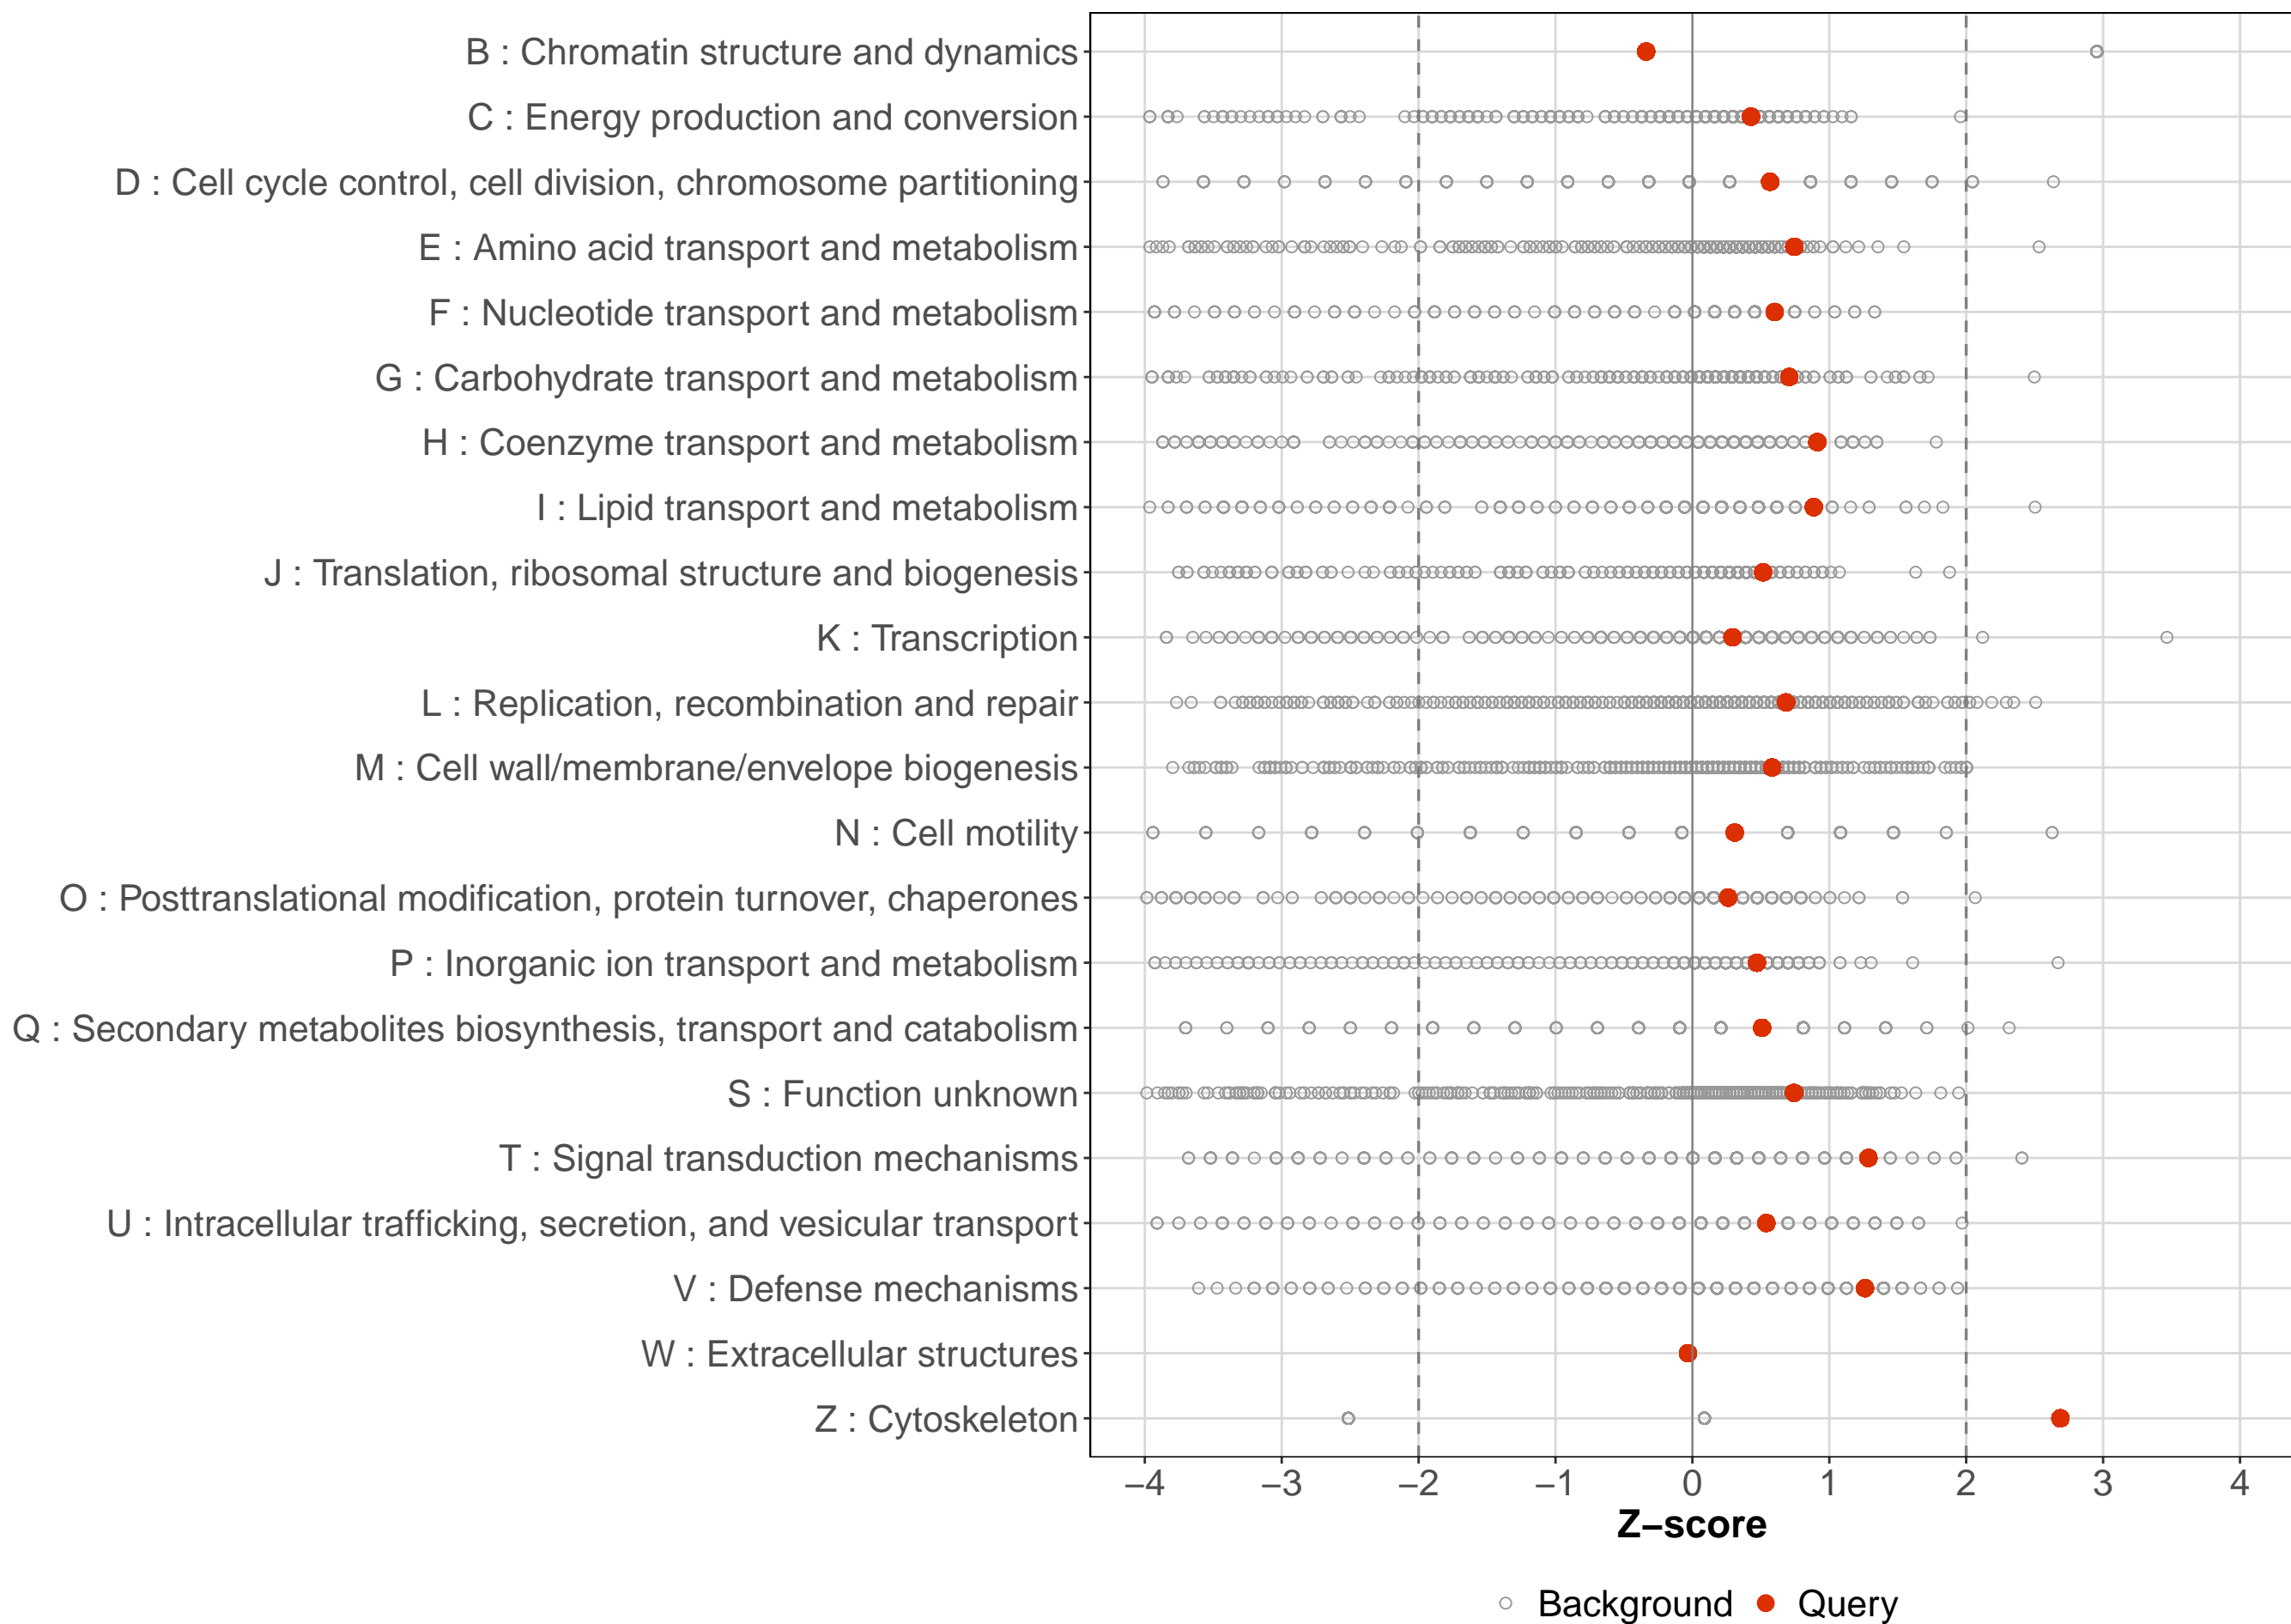 B : Chromatin structure and dynamics
C : Energy production and conversion
D : Cell cycle control, cell division, chromosome partitioning
E : Amino acid transport and metabolism
F : Nucleotide transport and metabolism
G : Carbohydrate transport and metabolism
H : Coenzyme transport and metabolism
I : Lipid transport and metabolism
J : Translation, ribosomal structure and biogenesis
K : Transcription
L : Replication, recombination and repair
M : Cell wall/membrane/envelope biogenesis
N : Cell motility
O : Posttranslational modification, protein turnover, chaperones
P : Inorganic ion transport and metabolism
Q : Secondary metabolites biosynthesis, transport and catabolism
S : Function unknown
T : Signal transduction mechanisms
U : Intracellular trafficking, secretion, and vesicular transport
V : Defense mechanisms
W : Extracellular structures
Z : Cytoskeleton
−4 −3 −2 −1 0 1 2 3 4
Z−score
Background Query